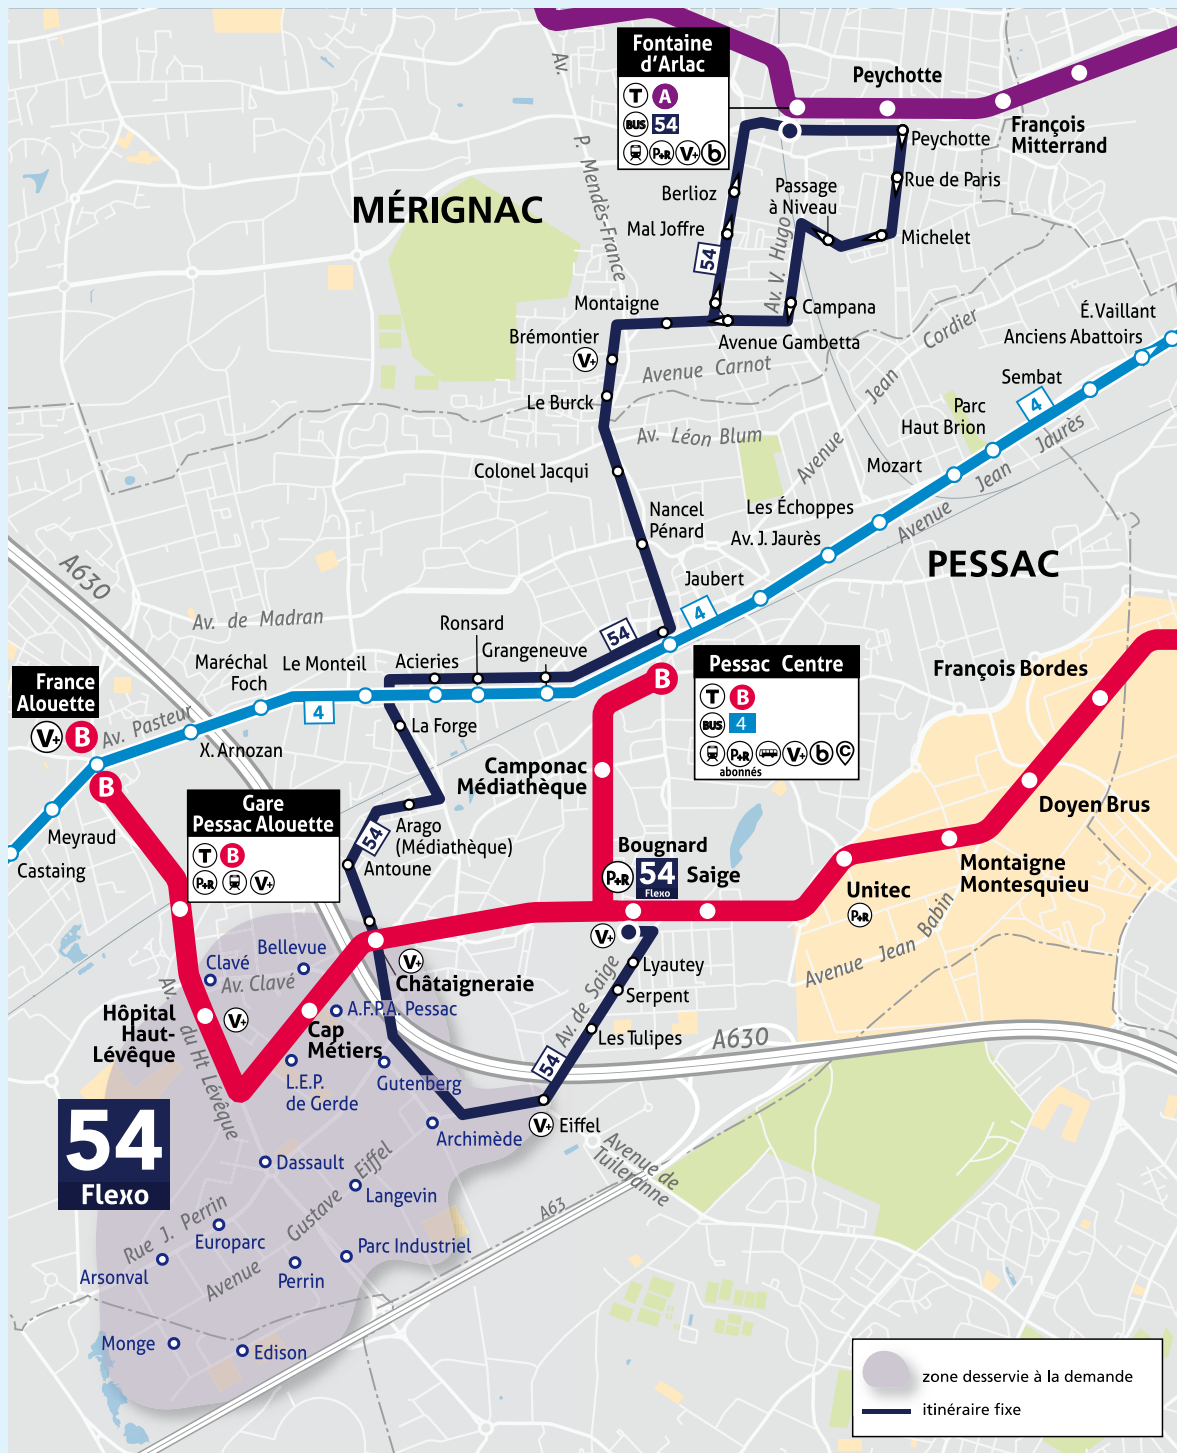 Fontaine
d'Arlac
T A
BUS 54
P+R V+ b
Peychotte
François
Mitterrand
Peychotte
Rue de Paris
Michelet
Passage
à Niveau
Berlioz
Mal Joffre
54
Av. V. Hugo
Campana
Avenue Gambetta
Montaigne
Brémontier
V+
Le Burck
Colonel Jacqui
Nancel
Pénard
MÉRIGNAC
Av. P. Mendès-France
Avenue Carnot
Av. Léon Blum
Avenue Jean Cordier
É. Vaillant
Anciens Abattoirs
Sembat
4
Parc
Haut Brion
Mozart
Les Échoppes
Av. J. Jaurès
Jaubert
4
Avenue Jean Jaurès
PESSAC
A630
Av. de Madran
54
Ronsard
Grangeneuve
Acieries
Le Monteil
Maréchal
Foch
4
France
Alouette
V+ B
Av. Pasteur
X. Arnozan
B
Meyraud
Castaing
La Forge
B
Pessac Centre
T B
BUS 4
P+R V+ b C
abonnés
Camponac
Médiathèque
François Bordes
Doyen Brus
Montaigne
Montesquieu
Unitec
P+R
Avenue Jean Babin
Gare
Pessac Alouette
T B
P+R V+
54
Arago
(Médiathèque)
Antoune
Bougnard
P+R 54
Flexo
Saige
V+
Lyautey
Serpent
Les Tulipes
Av. de Saige
54
A630
V+
Châtaigneraie
Bellevue
Clavé
Av. Clavé
A.F.P.A. Pessac
Hôpital
Haut-
Lévêque
V+
Cap
Métiers
Av. du Ht Lévêque
L.E.P.
de Gerde
Gutenberg
V+ Eiffel
Archimède
54
Flexo
Dassault
Langevin
Avenue Gustave Eiffel
Avenue de
Tuileranne
A63
Rue J. Perrin
Europarc
Arsonval
Perrin
Parc Industriel
Monge
Edison
zone desservie à la demande
itinéraire fixe